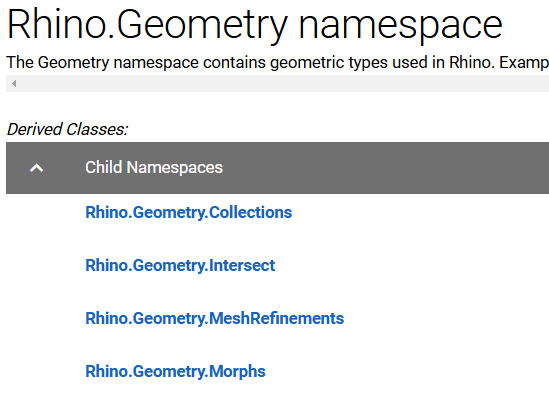 Rhino.Geometry namespace
The Geometry namespace contains geometric types used in Rhino. Examp
Derived Classes:
Child Namespaces
Rhino.Geometry.Collections
Rhino.Geometry.Intersect
Rhino.Geometry.MeshRefinements
Rhino.Geometry.Morphs